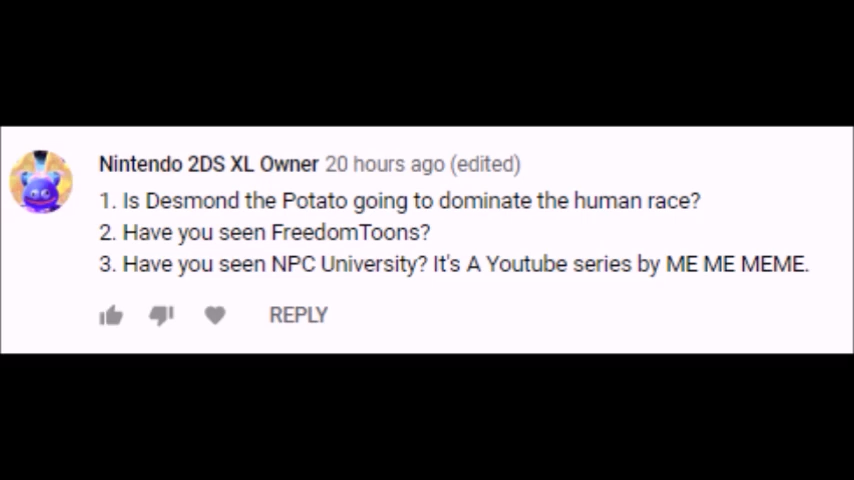 Nintendo 2DS XL Owner 20 hours ago (edited)
1. Is Desmond the Potato going to dominate the human race?
2. Have you seen FreedomToons?
3. Have you seen NPC University? It's A Youtube series by ME ME MEME.
REPLY